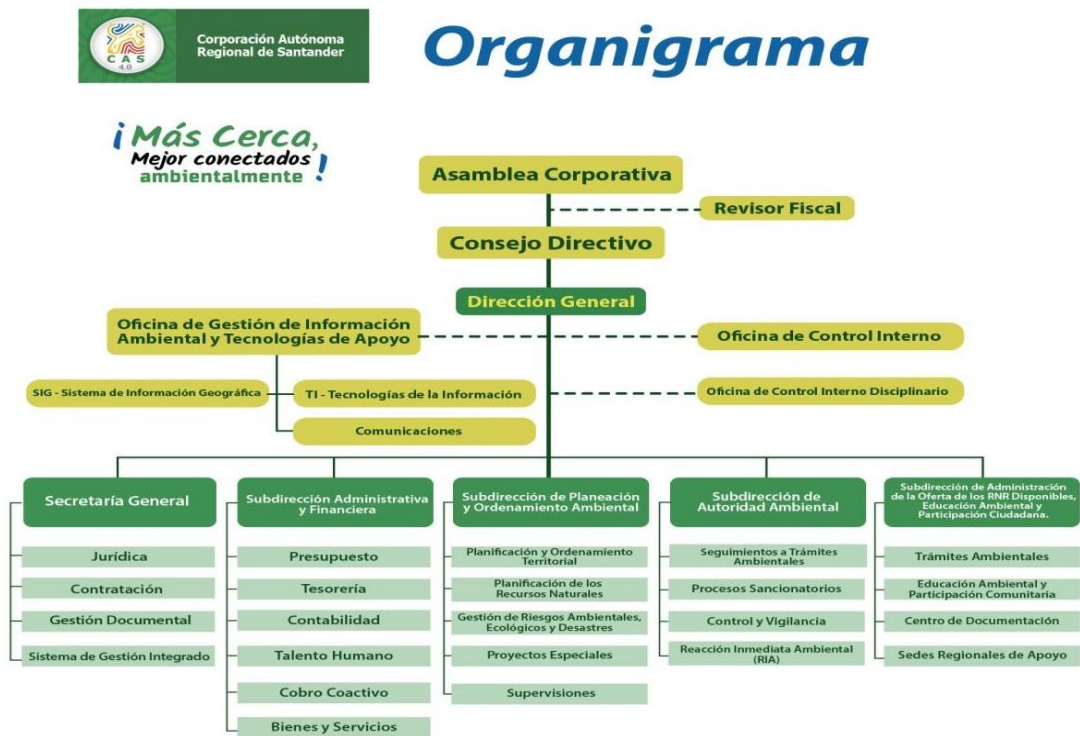 CAS
4.0
Corporación Autónoma
Regional de Santander
Organigrama
¡Más Cerca,
Mejor conectados
ambientalmente!
Asamblea Corporativa
Revisor Fiscal
Consejo Directivo
Dirección General
Oficina de Gestión de Información
Ambiental y Tecnologías de Apoyo
Oficina de Control Interno
SIG - Sistema de Información Geográfica
TI - Tecnologías de la Información
Oficina de Control Interno Disciplinario
Comunicaciones
Secretaría General
Jurídica
Contratación
Gestión Documental
Sistema de Gestión Integrado
Subdirección Administrativa
y Financiera
Presupuesto
Tesorería
Contabilidad
Talento Humano
Cobro Coactivo
Bienes y Servicios
Subdirección de Planeación
y Ordenamiento Ambiental
Planificación y Ordenamiento
Territorial
Planificación de los
Recursos Naturales
Gestión de Riesgos Ambientales,
Ecológicos y Desastres
Proyectos Especiales
Supervisiones
Subdirección de
Autoridad Ambiental
Seguimientos a Trámites
Ambientales
Procesos Sancionatorios
Control y Vigilancia
Reacción Inmediata Ambiental
(RIA)
Subdirección de Administración
de la Oferta de los RNR Disponibles,
Educación Ambiental y
Participación Ciudadana.
Trámites Ambientales
Educación Ambiental y
Participación Comunitaria
Centro de Documentación
Sedes Regionales de Apoyo